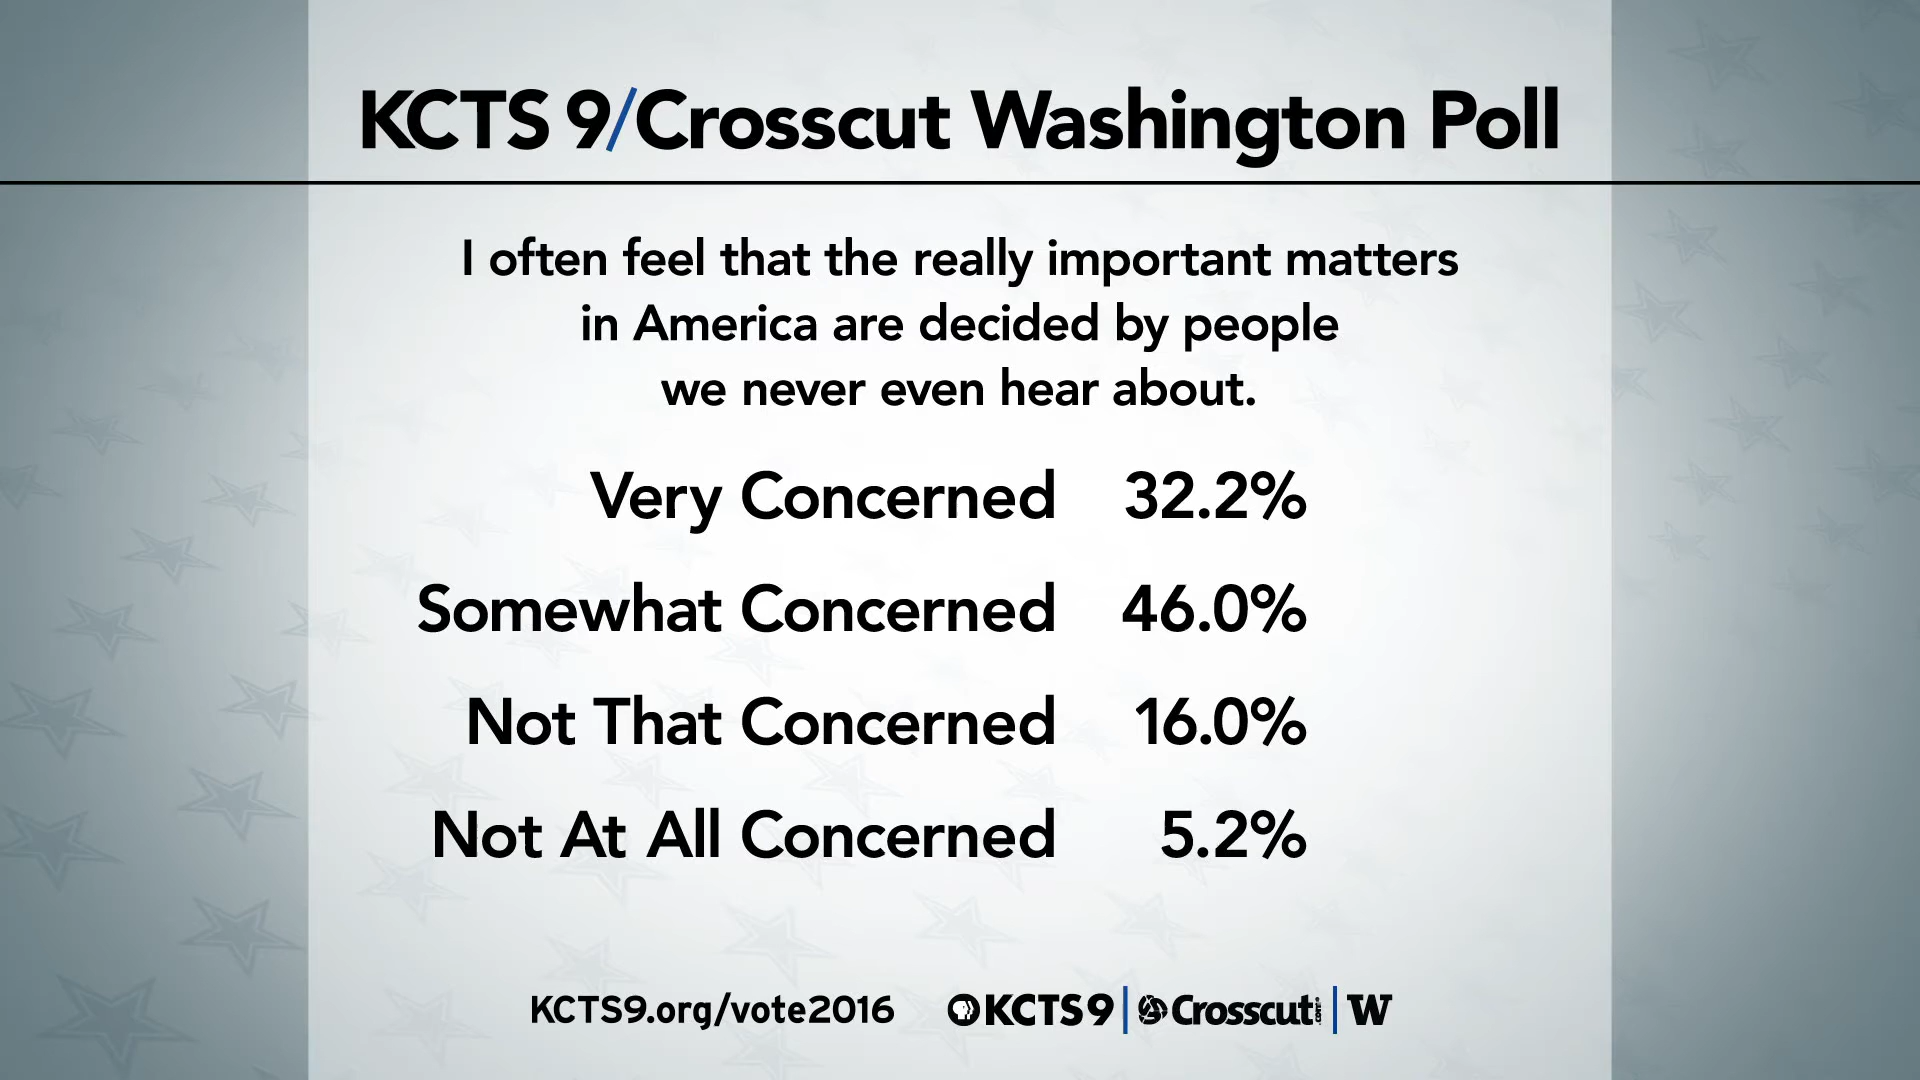 KCTS 9/Crosscut Washington Poll
I often feel that the really important matters
in America are decided by people
we never even hear about.
Very Concerned 32.2%
Somewhat Concerned 46.0%
Not That Concerned 16.0%
Not At All Concerned 5.2%
KCTS9.org/vote2016 KCTS9 | Crosscut.com | W